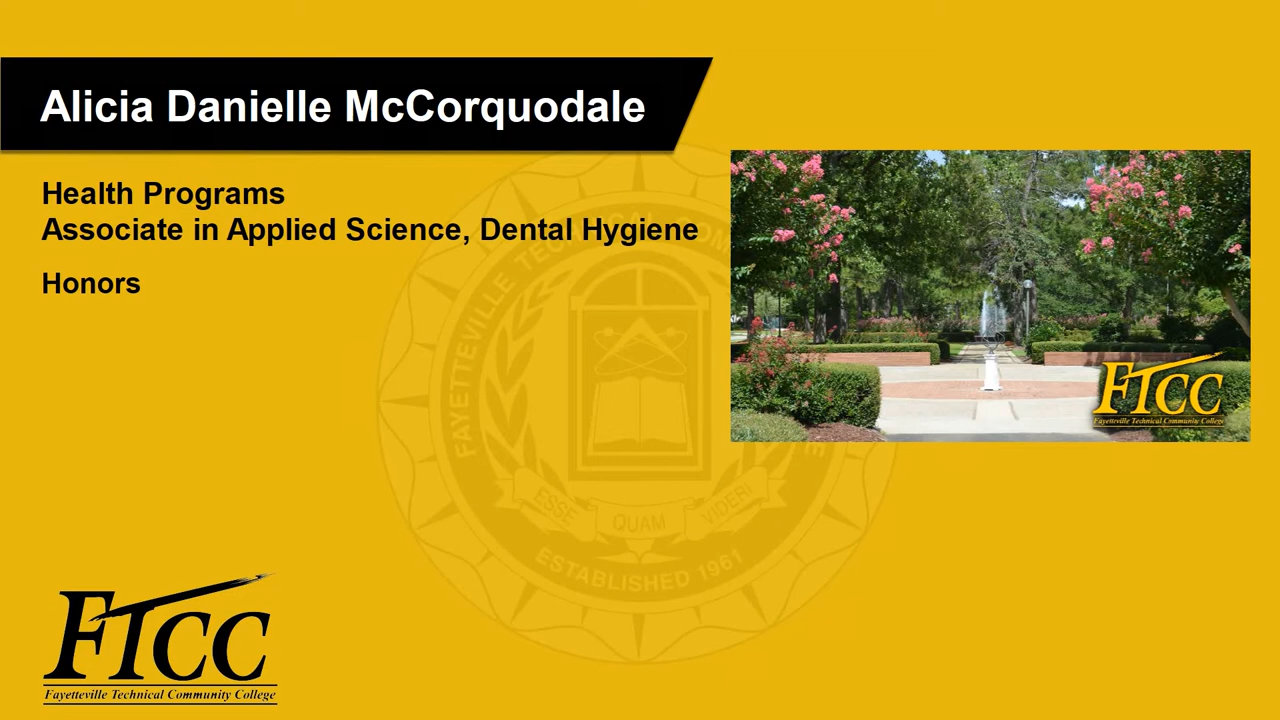 Alicia Danielle McCorquodale
Health Programs
Associate in Applied Science, Dental Hygiene
Honors
FTCC
Fayetteville Technical Community College
FAYETTEVILLE TECHNICAL COMMUNITY COLLEGE
ESSE QUAM VIDERI
ESTABLISHED 1961
FTCC
Fayetteville Technical Community College